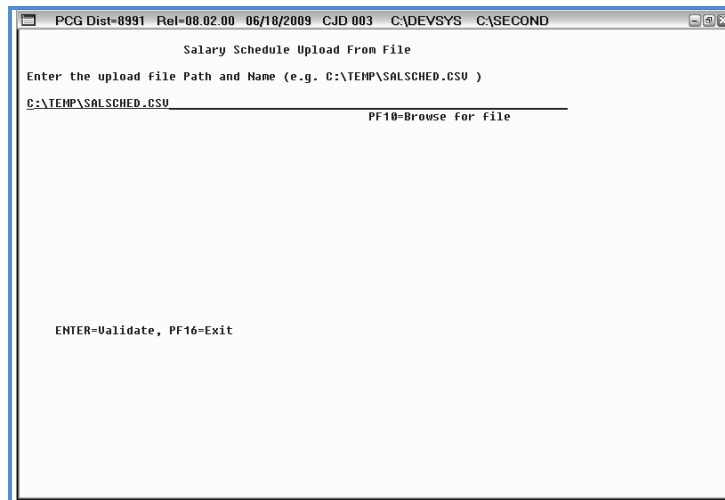 PCG Dist=8991 Rel=08.02.00 06/18/2009 CJD 003 C:\DEVSYS C:\SECOND
Salary Schedule Upload From File
Enter the upload file Path and Name (e.g. C:\TEMP\SALSCHED.CSV )
C:\TEMP\SALSCHED.CSV
PF10=Browse for file
ENTER=Validate, PF16=Exit